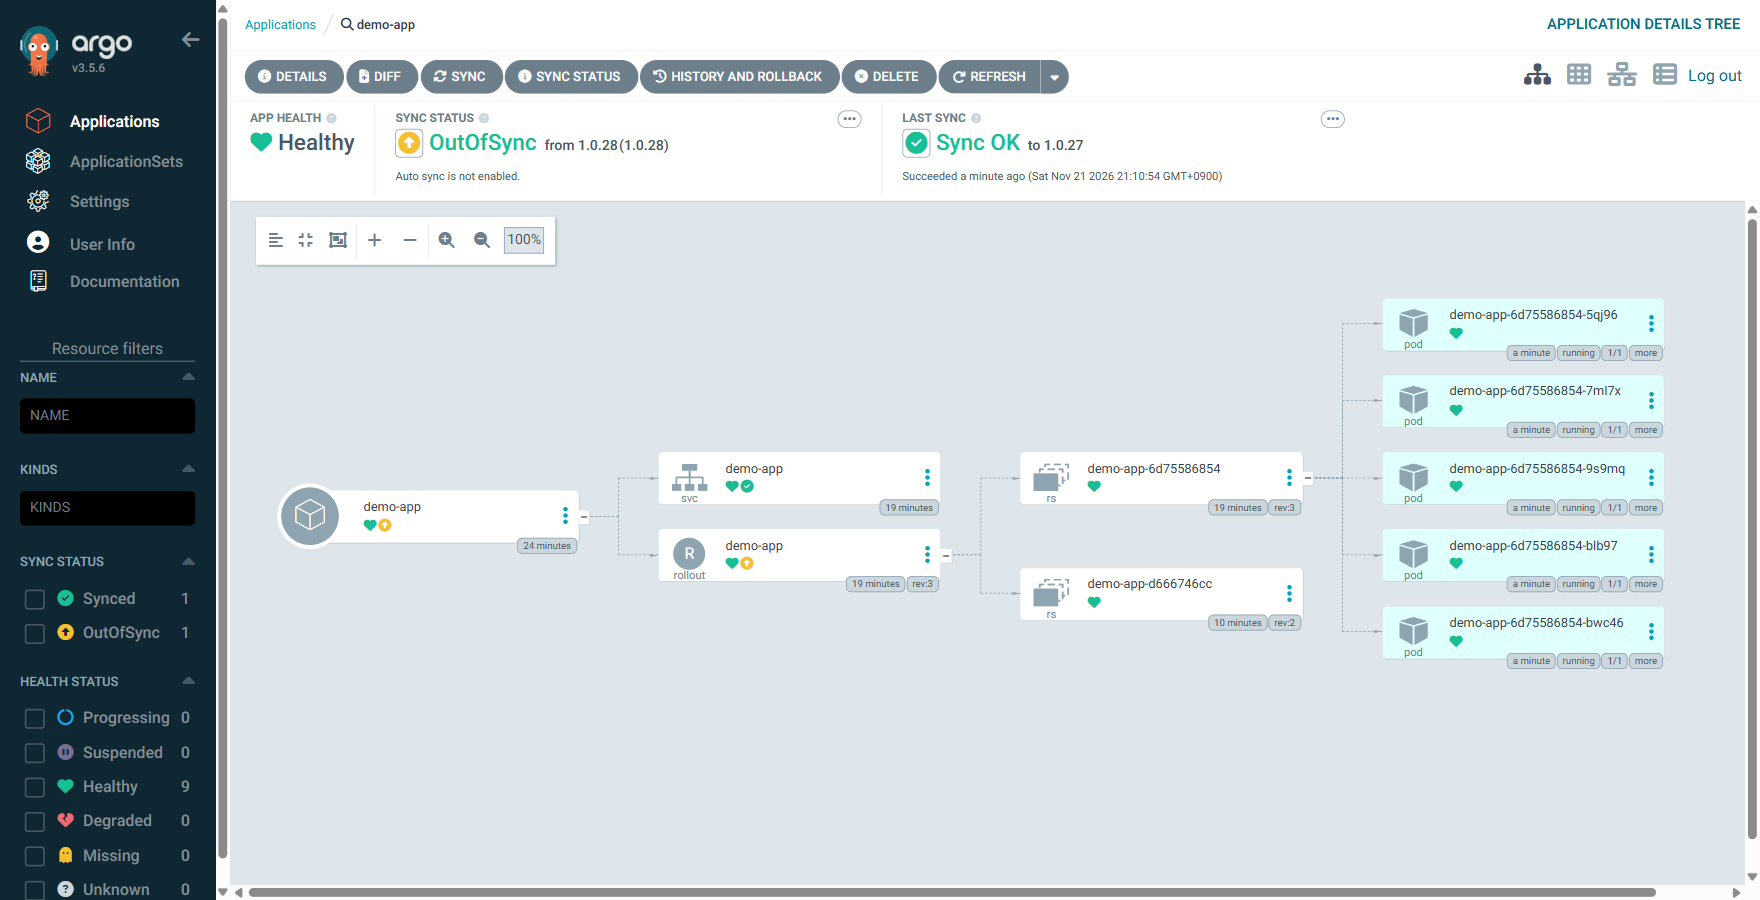 argo
v3.5.6
Applications
ApplicationSets
Settings
User Info
Documentation
Resource filters
NAME
NAME
KINDS
KINDS
SYNC STATUS
Synced 1
OutOfSync 1
HEALTH STATUS
Progressing 0
Suspended 0
Healthy 9
Degraded 0
Missing 0
Unknown 0
Applications / demo-app
APPLICATION DETAILS TREE
DETAILS DIFF SYNC SYNC STATUS HISTORY AND ROLLBACK DELETE REFRESH
Log out
APP HEALTH
Healthy
SYNC STATUS
OutOfSync from 1.0.28 (1.0.28)
Auto sync is not enabled.
LAST SYNC
Sync OK to 1.0.27
Succeeded a minute ago (Sat Nov 21 2026 21:10:54 GMT+0900)
100%
demo-app
24 minutes
svc
demo-app
19 minutes
R
rollout
demo-app
19 minutes rev:3
rs
demo-app-6d75586854
19 minutes rev:3
rs
demo-app-d666746cc
10 minutes rev:2
pod
demo-app-6d75586854-5qj96
a minute running 1/1 more
pod
demo-app-6d75586854-7ml7x
a minute running 1/1 more
pod
demo-app-6d75586854-9s9mq
a minute running 1/1 more
pod
demo-app-6d75586854-blb97
a minute running 1/1 more
pod
demo-app-6d75586854-bwc46
a minute running 1/1 more